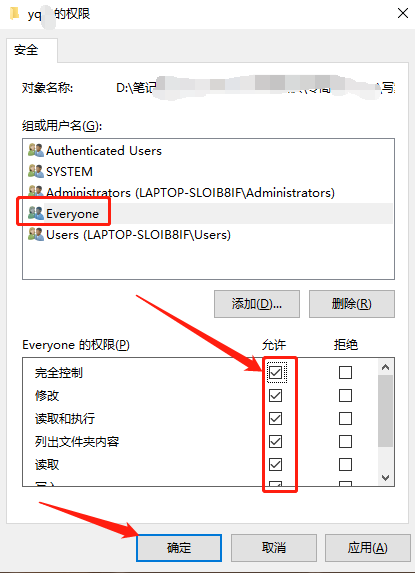 yq 的权限
安全
对象名称: D:\笔记 \写
组或用户名(G):
Authenticated Users
SYSTEM
Administrators (LAPTOP-SLOIB8IF\Administrators)
Everyone
Users (LAPTOP-SLOIB8IF\Users)
添加(D)... 删除(R)
Everyone 的权限(P) 允许 拒绝
完全控制
修改
读取和执行
列出文件夹内容
读取
确定 取消 应用(A)